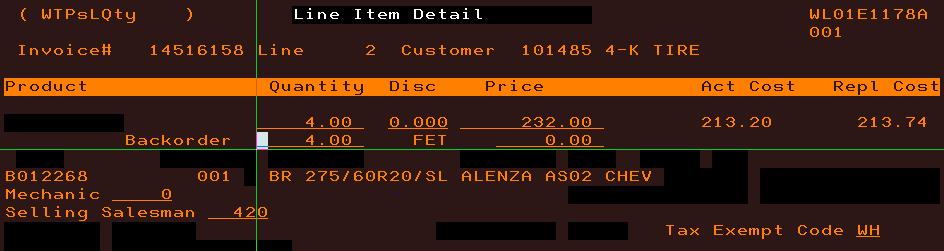 ( WTPsLQty    )    Line Item Detail    WL01E1178A
001
Invoice#   14516158 Line     2  Customer  101485 4-K TIRE
Product    Quantity  Disc    Price    Act Cost   Repl Cost
4.00   0.000    232.00    213.20    213.74
Backorder    4.00    FET    0.00
B012268    001    BR 275/60R20/SL ALENZA AS02 CHEV
Mechanic    0
Selling Salesman   420
Tax Exempt Code WH